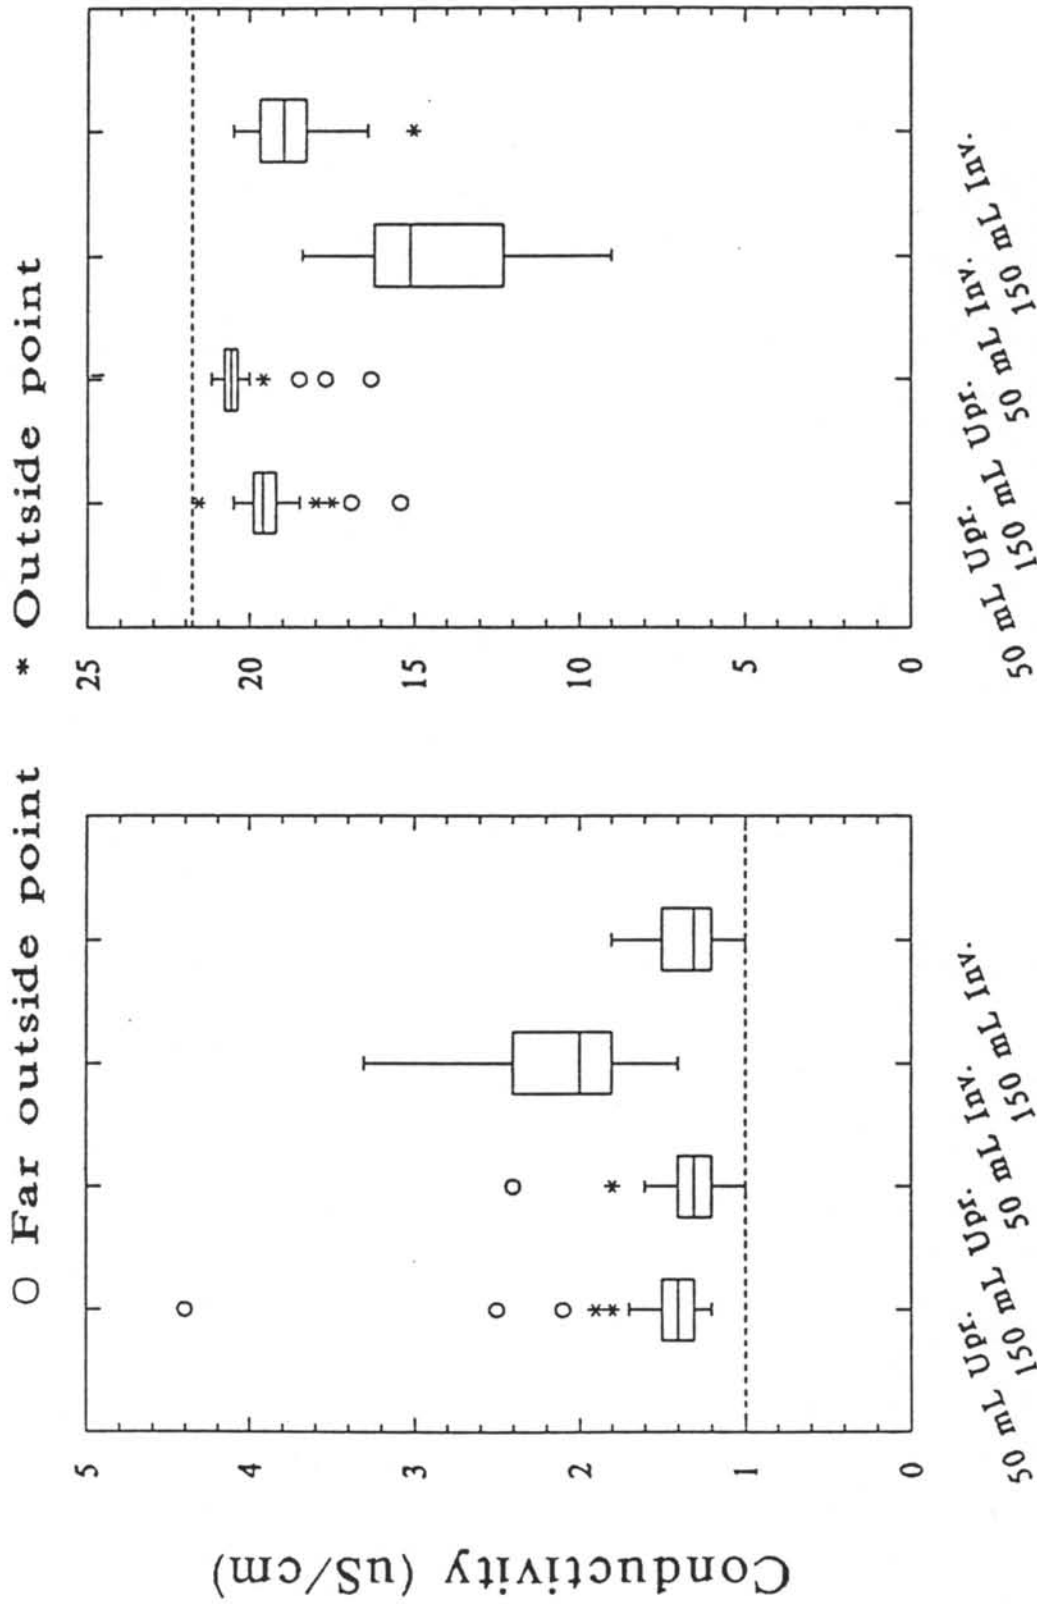 O Far outside point * Outside point
Conductivity (uS/cm)
5
4
3
2
1
0
50 mL Upr.
150 mL Upr.
50 mL Inv.
150 mL Inv.
25
20
15
10
5
0
50 mL Upr.
150 mL Upr.
50 mL Inv.
150 mL Inv.